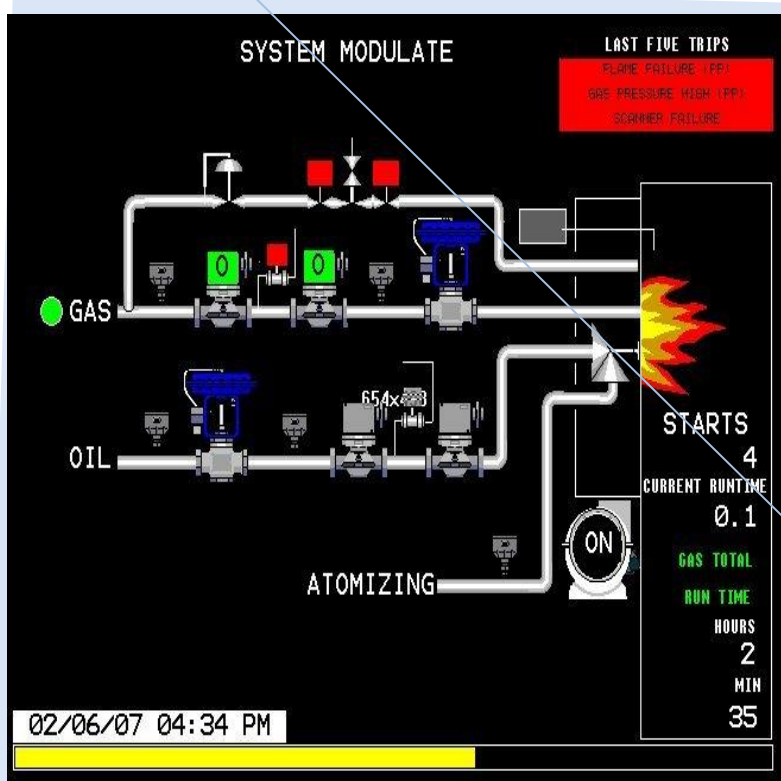 SYSTEM MODULATE
LAST FIVE TRIPS
FLAME FAILURE (FP)
GAS PRESSURE HIGH (PP)
SCANNER FAILURE
O
O
GAS
OIL
STARTS
4
CURRENT RUNTIME
0.1
ON
GAS TOTAL
RUN TIME
ATOMIZING
HOURS
2
MIN
35
02/06/07 04:34 PM